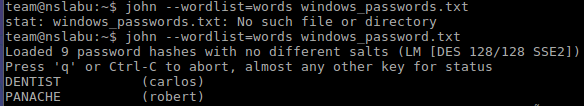 team@nslabu:~$ john --wordlist=words windows_passwords.txt
stat: windows_passwords.txt: No such file or directory
team@nslabu:~$ john --wordlist=words windows_password.txt
Loaded 9 password hashes with no different salts (LM [DES 128/128 SSE2])
Press 'q' or Ctrl-C to abort, almost any other key for status
DENTIST          (carlos)
PANACHE          (robert)